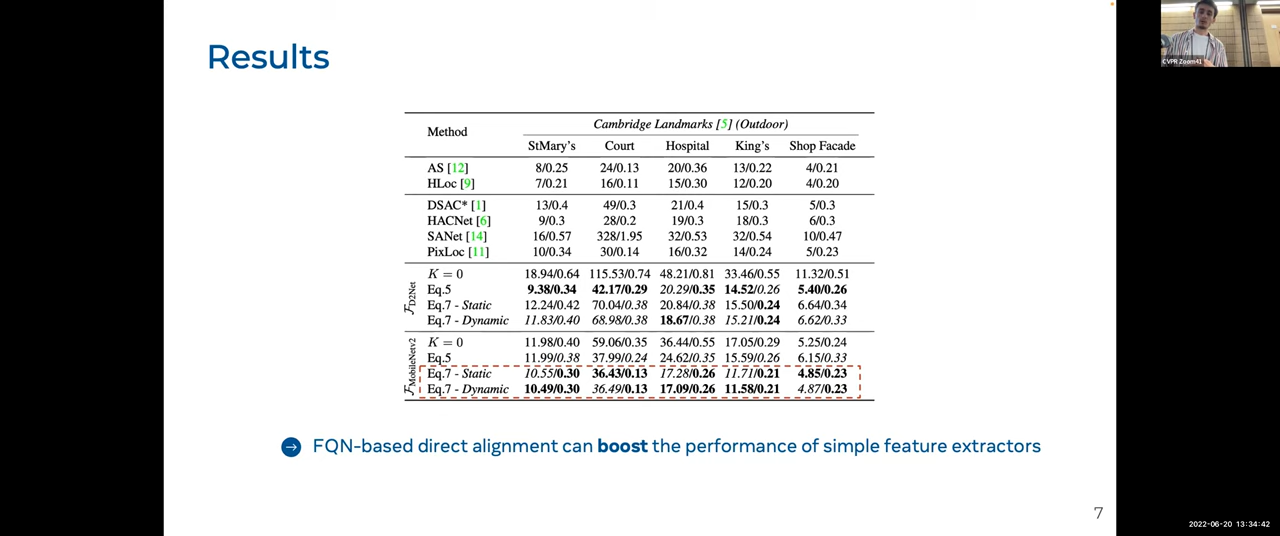 Results
Cambridge Landmarks [5] (Outdoor)
Method
StMary's Court Hospital King's Shop Facade
AS [12] 8/0.25 24/0.13 20/0.36 13/0.22 4/0.21
HLoc [9] 7/0.21 16/0.11 15/0.30 12/0.20 4/0.20
DSAC* [1] 13/0.4 49/0.3 21/0.4 15/0.3 5/0.3
HACNet [6] 9/0.3 28/0.2 19/0.3 18/0.3 6/0.3
SANet [14] 16/0.57 328/1.95 32/0.53 32/0.54 10/0.47
PixLoc [11] 10/0.34 30/0.14 16/0.32 14/0.24 5/0.23
F D2Net
K = 0 18.94/0.64 115.53/0.74 48.21/0.81 33.46/0.55 11.32/0.51
Eq.5 9.38/0.34 42.17/0.29 20.29/0.35 14.52/0.26 5.40/0.26
Eq.7 - Static 12.24/0.42 70.04/0.38 20.84/0.38 15.50/0.24 6.64/0.34
Eq.7 - Dynamic 11.83/0.40 68.98/0.38 18.67/0.38 15.21/0.24 6.62/0.33
F MobileNetv2
K = 0 11.98/0.40 59.06/0.35 36.44/0.55 17.05/0.29 5.25/0.24
Eq.5 11.99/0.38 37.99/0.24 24.62/0.35 15.59/0.26 6.15/0.33
Eq.7 - Static 10.55/0.30 36.43/0.13 17.28/0.26 11.71/0.21 4.85/0.23
Eq.7 - Dynamic 10.49/0.30 36.49/0.13 17.09/0.26 11.58/0.21 4.87/0.23
FQN-based direct alignment can boost the performance of simple feature extractors
7
CVPR Zoom41
2022-06-20 13:34:42